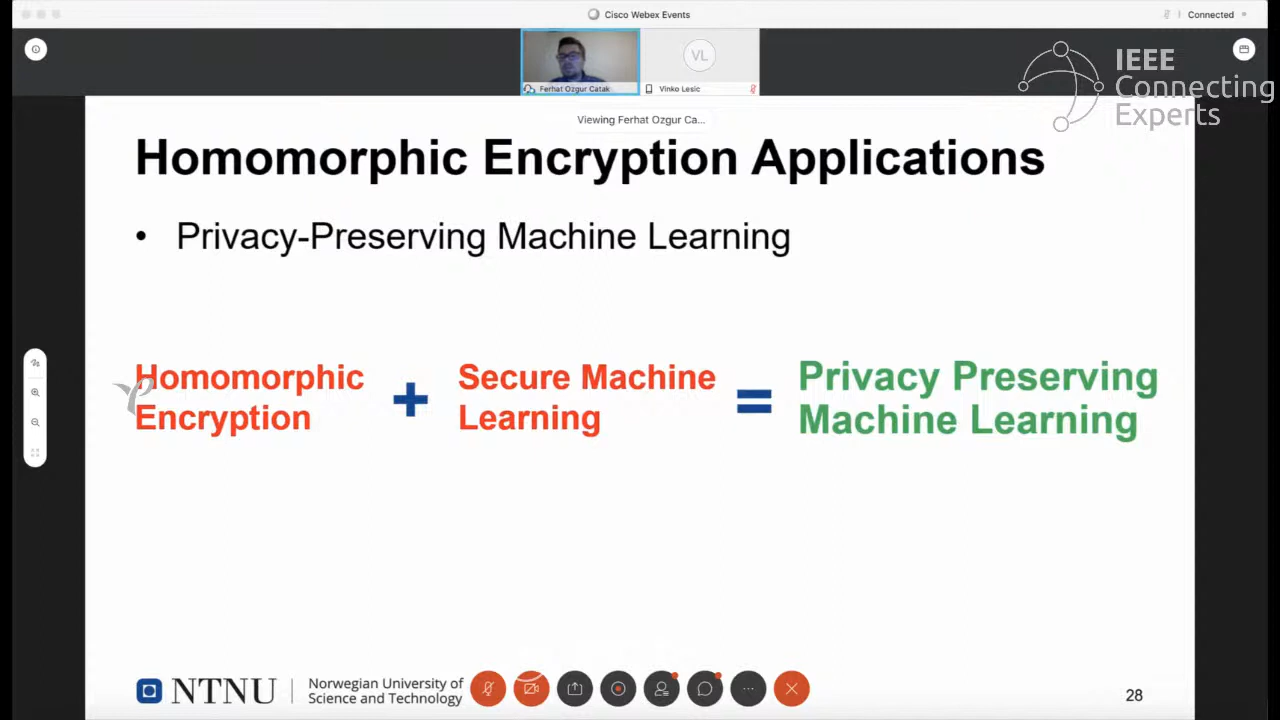 Cisco Webex Events
Connected
IEEE
Connecting
Experts
VL
Ferhat Ozgur Catak
Vinko Lesic
Viewing Ferhat Ozgur Ca...
Homomorphic Encryption Applications
• Privacy-Preserving Machine Learning
Homomorphic
Encryption
+
Secure Machine
Learning
=
Privacy Preserving
Machine Learning
NTNU
Norwegian University of
Science and Technology
28